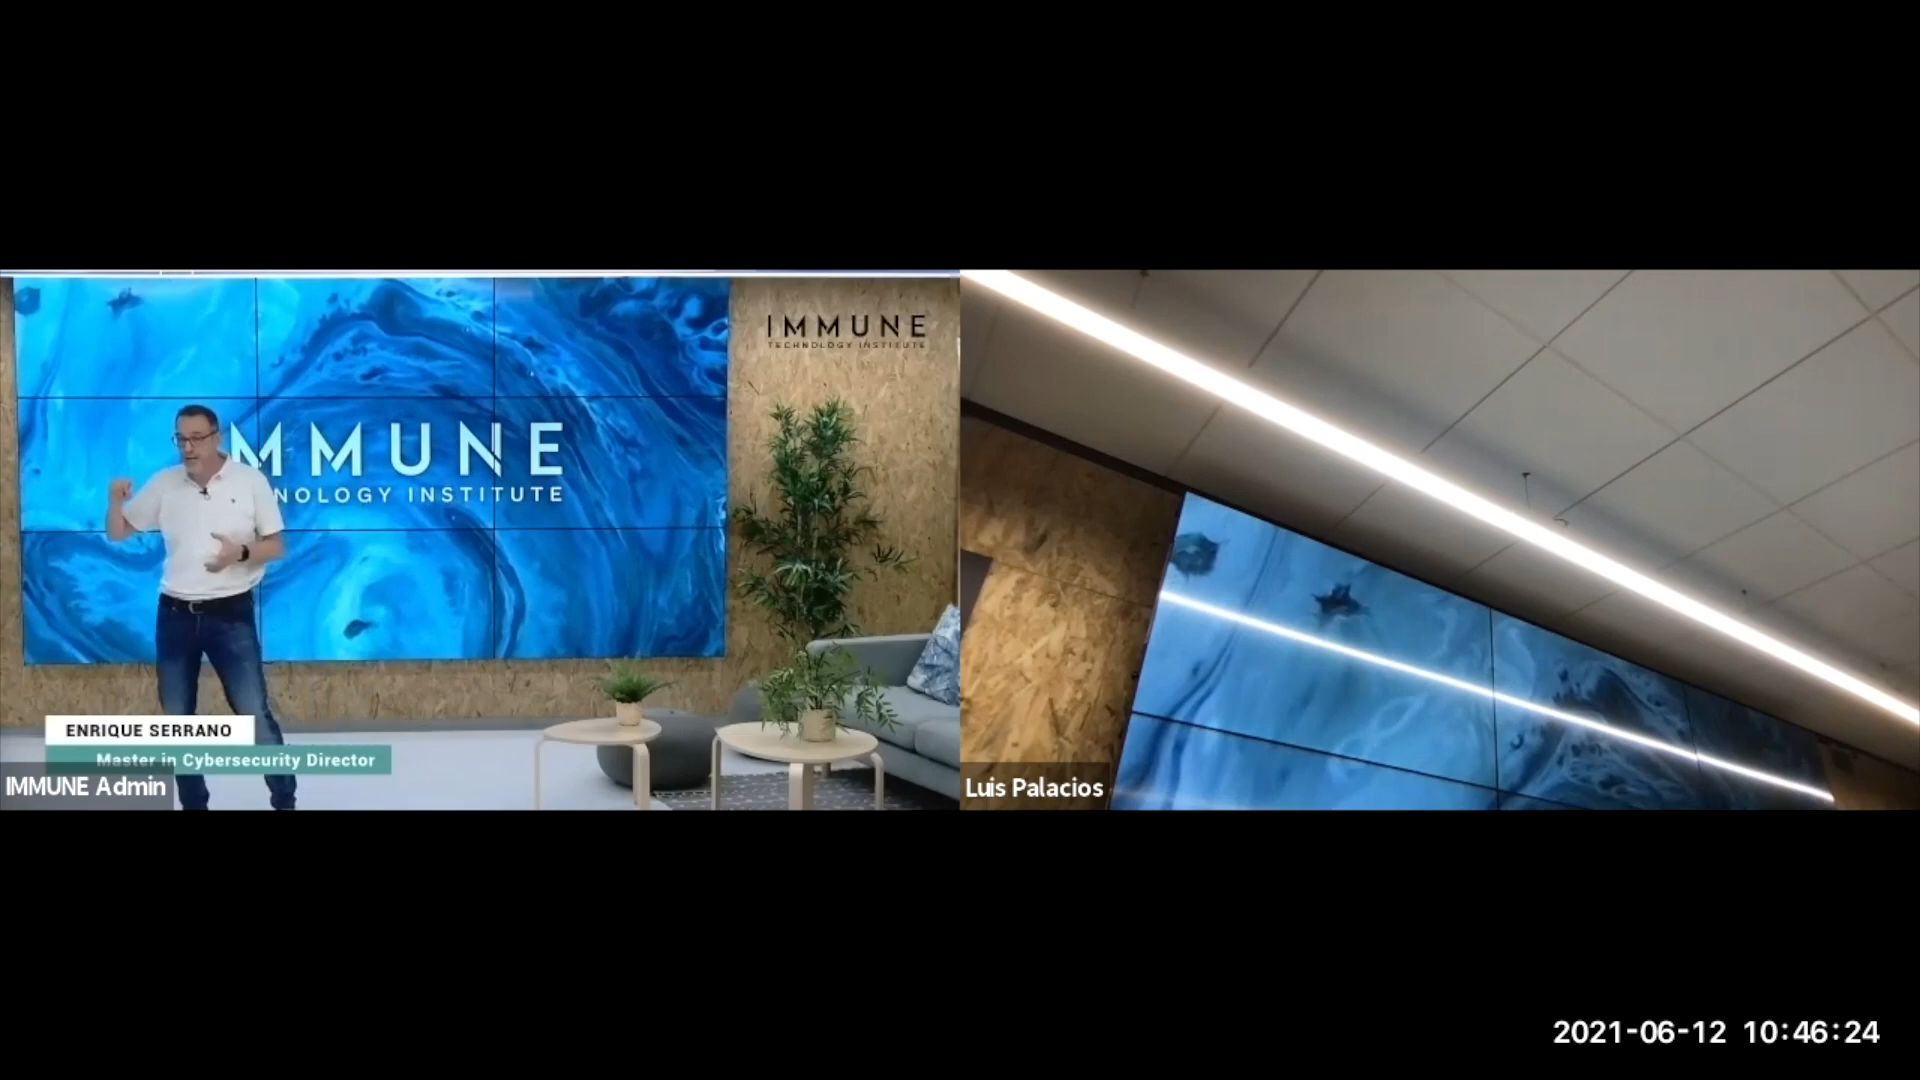 IMMUNE
TECHNOLOGY INSTITUTE
MMUNE
NOLOGY INSTITUTE
ENRIQUE SERRANO
Master in Cybersecurity Director
IMMUNE Admin
Luis Palacios
2021-06-12 10:46:24